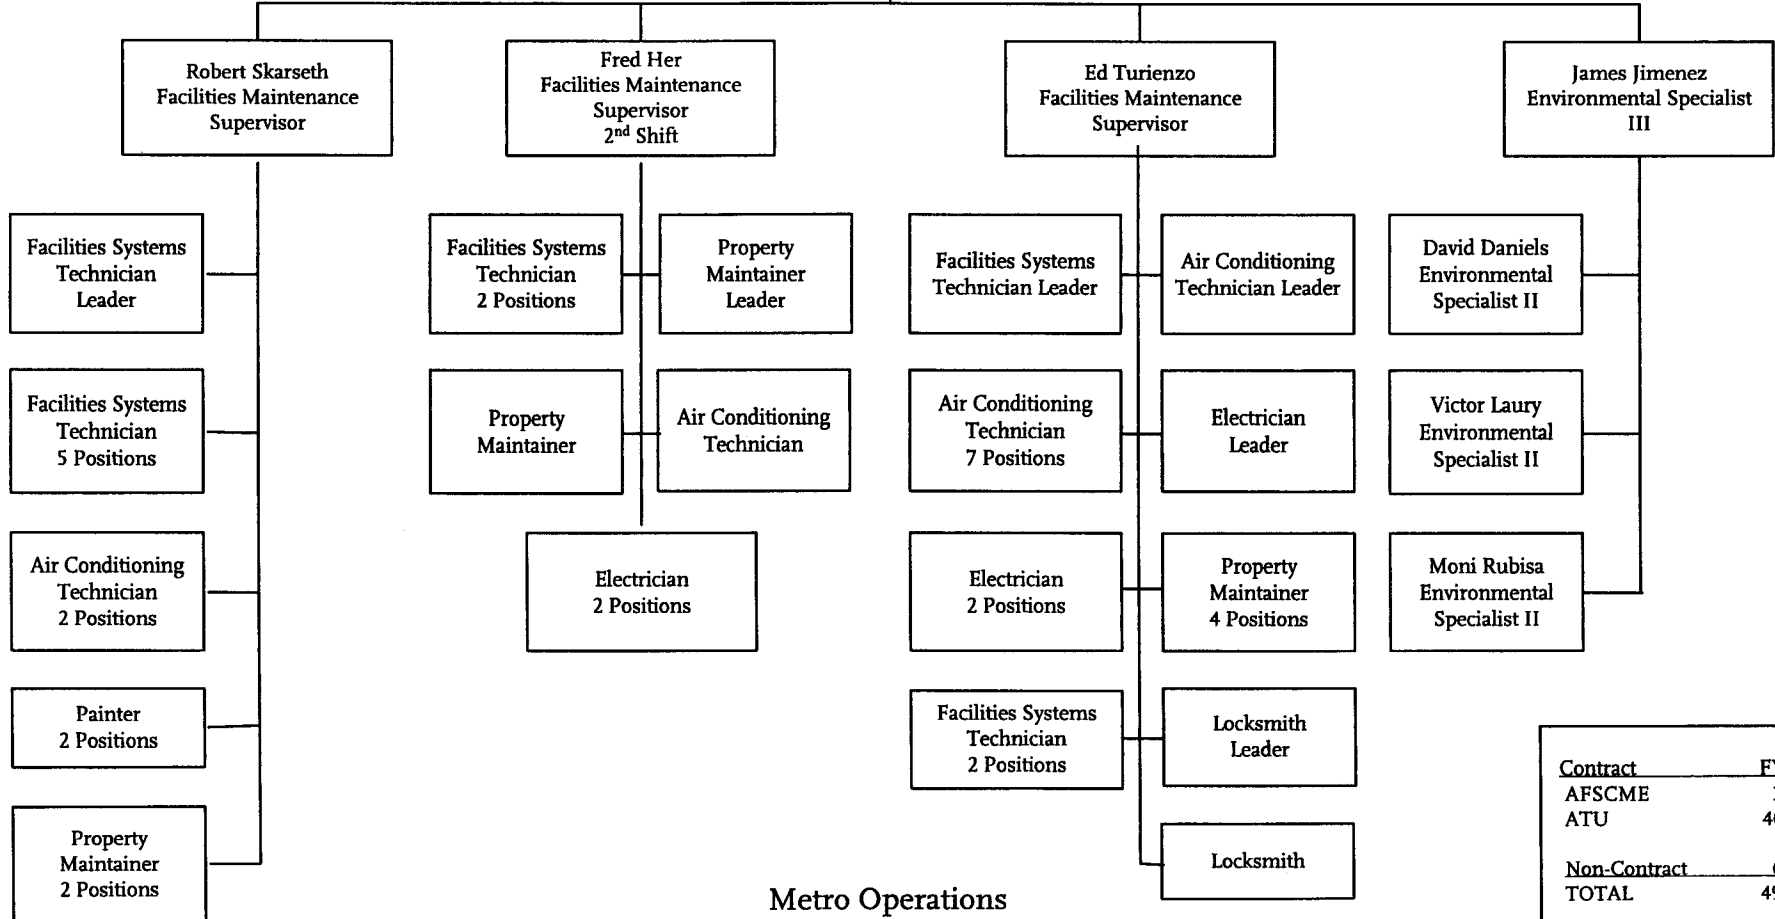 Robert Skarseth
Facilities Maintenance
Supervisor
Fred Her
Facilities Maintenance
Supervisor
2nd Shift
Ed Turienzo
Facilities Maintenance
Supervisor
James Jimenez
Environmental Specialist
III
Facilities Systems
Technician
Leader
Facilities Systems
Technician
5 Positions
Air Conditioning
Technician
2 Positions
Painter
2 Positions
Property
Maintainer
2 Positions
Facilities Systems
Technician
2 Positions
Property
Maintainer
Leader
Property
Maintainer
Air Conditioning
Technician
Electrician
2 Positions
Facilities Systems
Technician Leader
Air Conditioning
Technician Leader
Air Conditioning
Technician
7 Positions
Electrician
Leader
Electrician
2 Positions
Property
Maintainer
4 Positions
Facilities Systems
Technician
2 Positions
Locksmith
Leader
Locksmith
David Daniels
Environmental
Specialist II
Victor Laury
Environmental
Specialist II
Moni Rubisa
Environmental
Specialist II
Contract
AFSCME
ATU
Non-Contract
TOTAL
Metro Operations